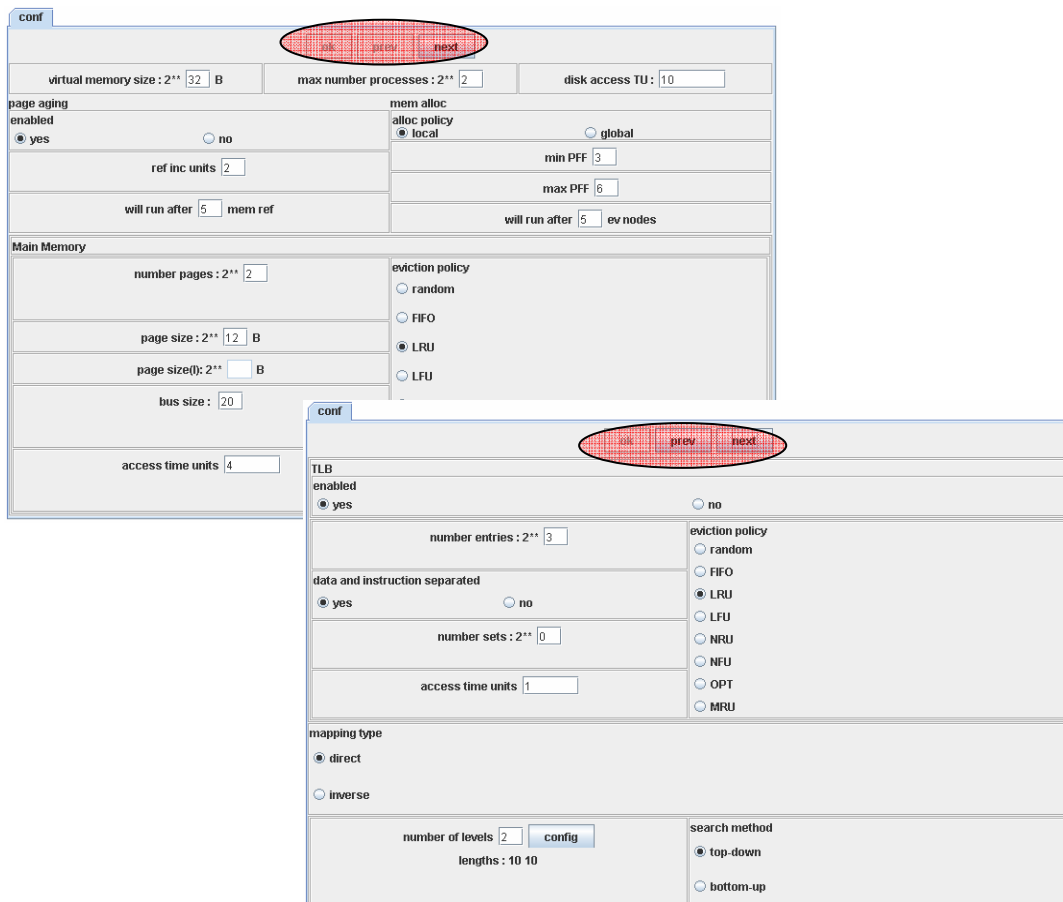 conf
ok prev next
virtual memory size : 2** 32 B max number processes : 2** 2 disk access TU : 10
page aging
enabled
yes no
ref inc units 2
will run after 5 mem ref
mem alloc
alloc policy
local global
min PFF 3
max PFF 6
will run after 5 ev nodes
Main Memory
number pages : 2** 2
page size : 2** 12 B
page size(I): 2** B
bus size : 20
access time units 4
eviction policy
random
FIFO
LRU
LFU
conf
ok prev next
TLB
enabled
yes no
number entries : 2** 3
data and instruction separated
yes no
number sets : 2** 0
access time units 1
eviction policy
random
FIFO
LRU
LFU
NRU
NFU
OPT
MRU
mapping type
direct
inverse
number of levels 2 config
lengths : 10 10
search method
top-down
bottom-up